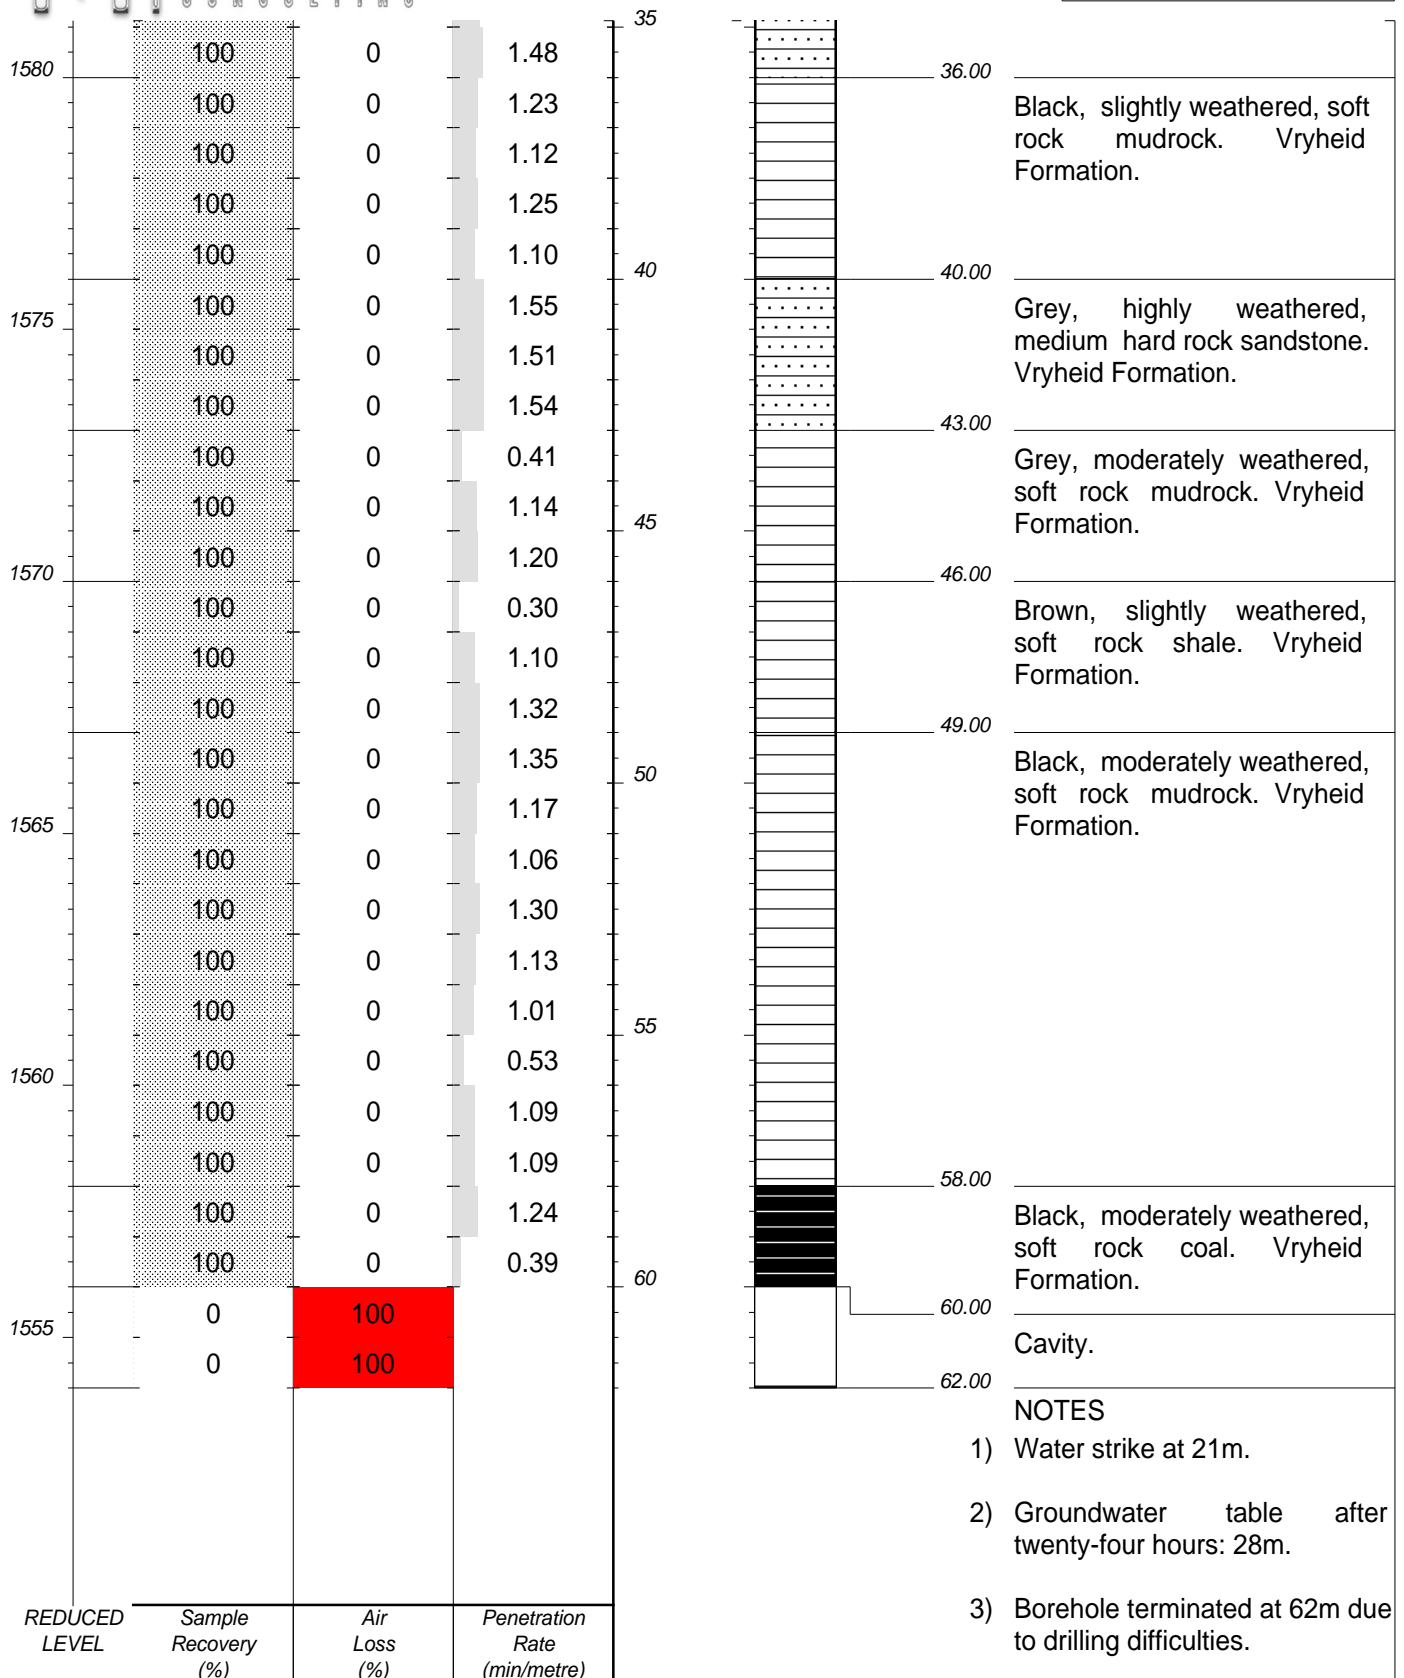 CONSULTING
35
100 0 1.48
1580 36.00
100 0 1.23
Black, slightly weathered, soft
rock mudrock. Vryheid
Formation.
100 0 1.12
100 0 1.25
100 0 1.10
40 40.00
100 0 1.55
Grey, highly weathered,
medium hard rock sandstone.
Vryheid Formation.
1575
100 0 1.51
100 0 1.54
43.00
100 0 0.41
Grey, moderately weathered,
soft rock mudrock. Vryheid
Formation.
100 0 1.14
45
100 0 1.20
1570 46.00
100 0 0.30
Brown, slightly weathered,
soft rock shale. Vryheid
Formation.
100 0 1.10
100 0 1.32
49.00
100 0 1.35
Black, moderately weathered,
soft rock mudrock. Vryheid
Formation.
50
100 0 1.17
1565
100 0 1.06
100 0 1.30
100 0 1.13
100 0 1.01
55
100 0 0.53
1560
100 0 1.09
100 0 1.09
58.00
100 0 1.24
Black, moderately weathered,
soft rock coal. Vryheid
Formation.
100 0 0.39
60 60.00
0 100
1555
Cavity.
0 100
62.00
NOTES
1) Water strike at 21m.
2) Groundwater table after
twenty-four hours: 28m.
3) Borehole terminated at 62m due
to drilling difficulties.
REDUCED
LEVEL
Sample
Recovery
(%)
Air
Loss
(%)
Penetration
Rate
(min/metre)